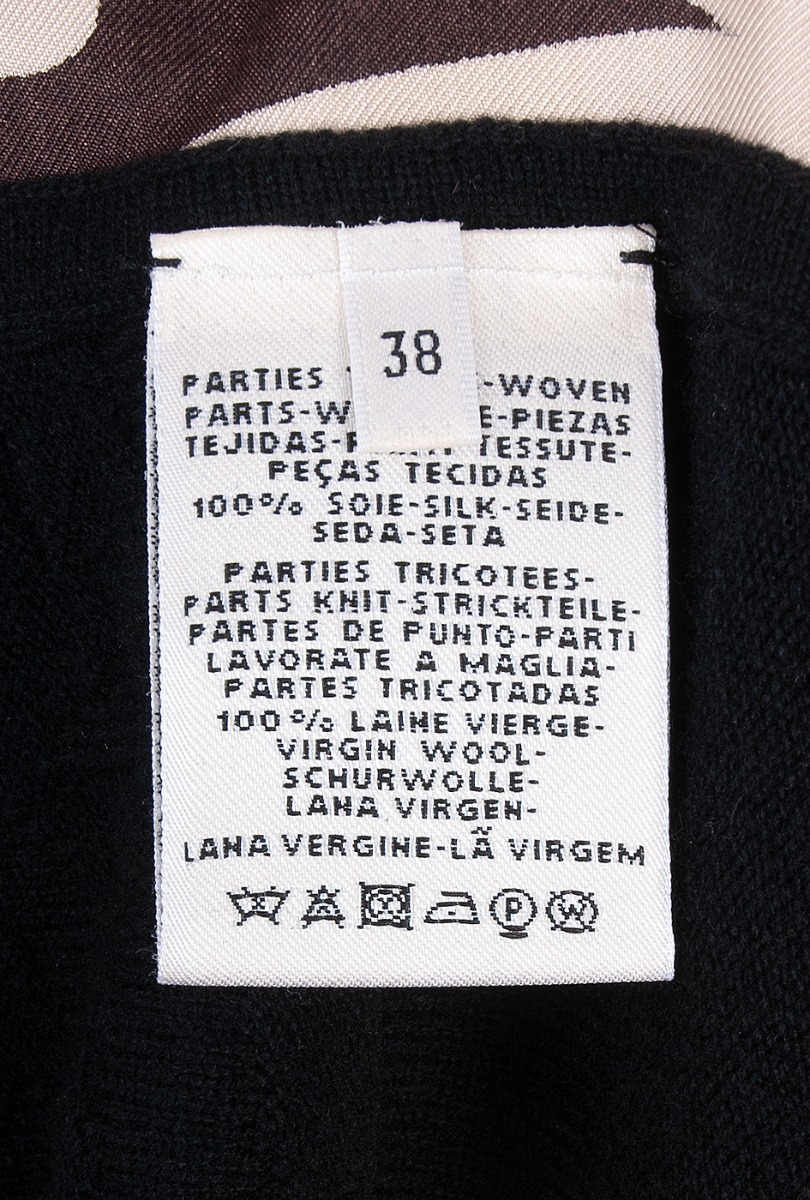 38
PARTIES -WOVEN
PARTS-W E-PIEZAS
TEJIDAS- TESSUTE-
PEÇAS TECIDAS
100% SOIE-SILK-SEIDE-
SEDA-SETA
PARTIES TRICOTEES-
PARTS KNIT-STRICKTEILE-
PARTES DE PUNTO-PARTI
LAVORATE A MAGLIA-
PARTES TRICOTADAS
100% LAINE VIERGE-
VIRGIN WOOL-
SCHURWOLLE-
LANA VIRGEN-
LANA VERGINE-LÃ VIRGEM
P W